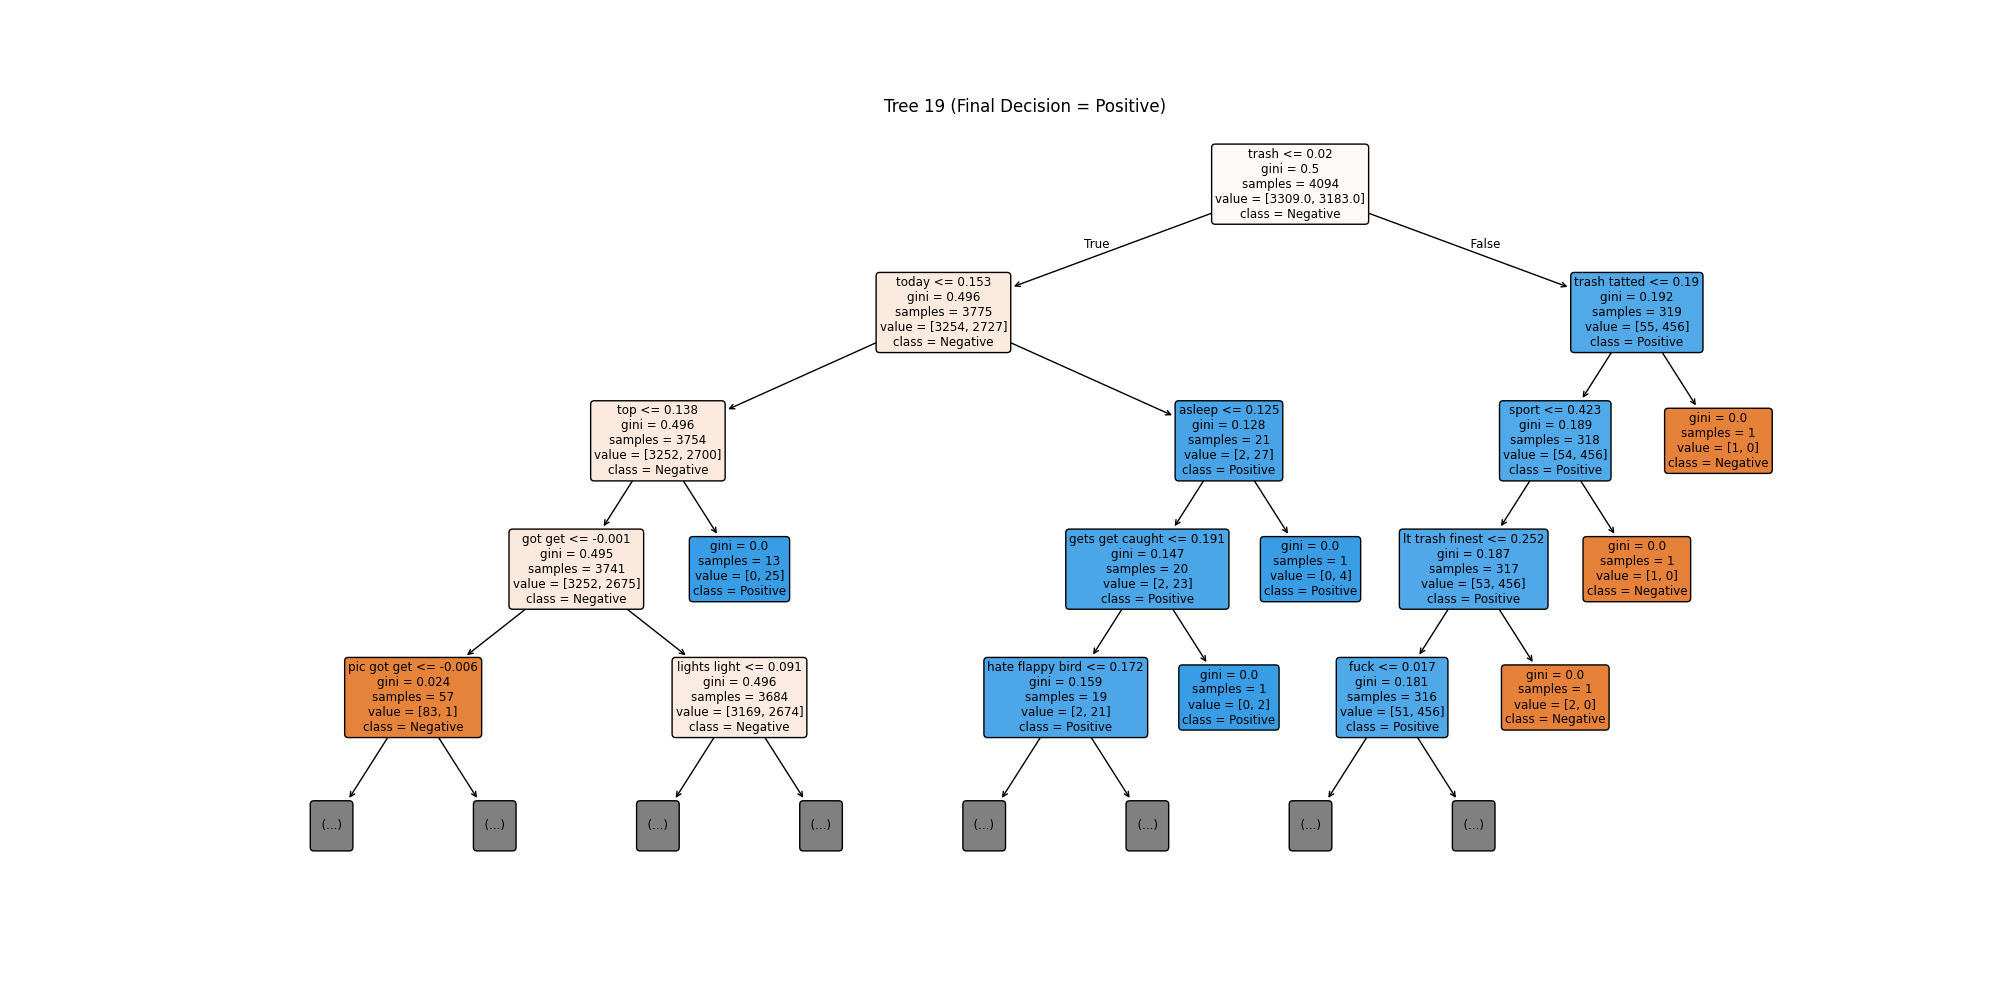 Tree 19 (Final Decision = Positive)
trash <= 0.02
gini = 0.5
samples = 4094
value = [3309.0, 3183.0]
class = Negative
True
False
today <= 0.153
gini = 0.496
samples = 3775
value = [3254, 2727]
class = Negative
trash tatted <= 0.19
gini = 0.192
samples = 319
value = [55, 456]
class = Positive
top <= 0.138
gini = 0.496
samples = 3754
value = [3252, 2700]
class = Negative
asleep <= 0.125
gini = 0.128
samples = 21
value = [2, 27]
class = Positive
sport <= 0.423
gini = 0.189
samples = 318
value = [54, 456]
class = Positive
gini = 0.0
samples = 1
value = [1, 0]
class = Negative
got get <= -0.001
gini = 0.495
samples = 3741
value = [3252, 2675]
class = Negative
gini = 0.0
samples = 13
value = [0, 25]
class = Positive
gets get caught <= 0.191
gini = 0.147
samples = 20
value = [2, 23]
class = Positive
gini = 0.0
samples = 1
value = [0, 4]
class = Positive
lt trash finest <= 0.252
gini = 0.187
samples = 317
value = [53, 456]
class = Positive
gini = 0.0
samples = 1
value = [1, 0]
class = Negative
pic got get <= -0.006
gini = 0.024
samples = 57
value = [83, 1]
class = Negative
lights light <= 0.091
gini = 0.496
samples = 3684
value = [3169, 2674]
class = Negative
hate flappy bird <= 0.172
gini = 0.159
samples = 19
value = [2, 21]
class = Positive
gini = 0.0
samples = 1
value = [0, 2]
class = Positive
fuck <= 0.017
gini = 0.181
samples = 316
value = [51, 456]
class = Positive
gini = 0.0
samples = 1
value = [2, 0]
class = Negative
(...)
(...)
(...)
(...)
(...)
(...)
(...)
(...)